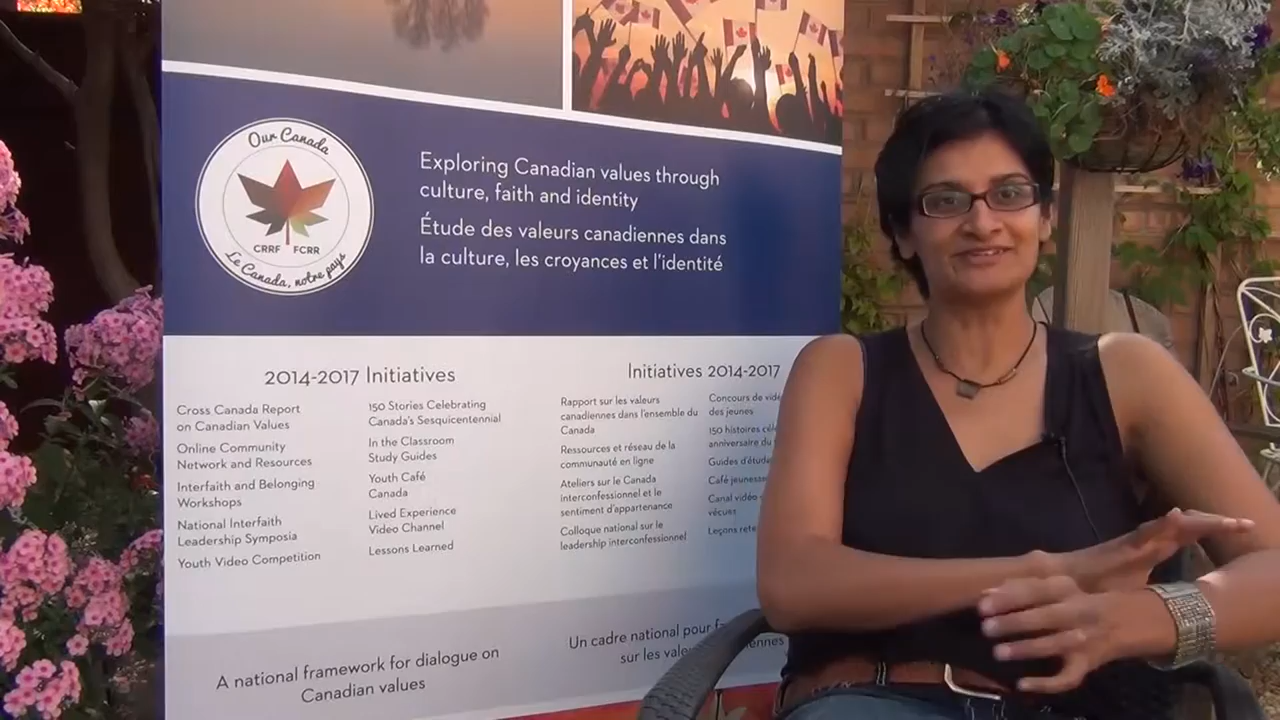 Our Canada
CRRF FCRR
Le Canada, notre pays
Exploring Canadian values through
culture, faith and identity
Étude des valeurs canadiennes dans
la culture, les croyances et l'identité
2014-2017 Initiatives
Cross Canada Report
on Canadian Values
Online Community
Network and Resources
Interfaith and Belonging
Workshops
National Interfaith
Leadership Symposia
Youth Video Competition
150 Stories Celebrating
Canada's Sesquicentennial
In the Classroom
Study Guides
Youth Café
Canada
Lived Experience
Video Channel
Lessons Learned
Initiatives 2014-2017
Rapport sur les valeurs
canadiennes dans l'ensemble du
Canada
Ressources et réseau de la
communauté en ligne
Ateliers sur le Canada
interconfessionnel et le
sentiment d'appartenance
Colloque national sur le
leadership interconfessionnel
Concours de
des jeunes
150 histoires
anniversaire du
Guides
Café
Canal vidéo
vécues
Leçons
A national framework for dialogue on
Canadian values
Un cadre national pour
sur les